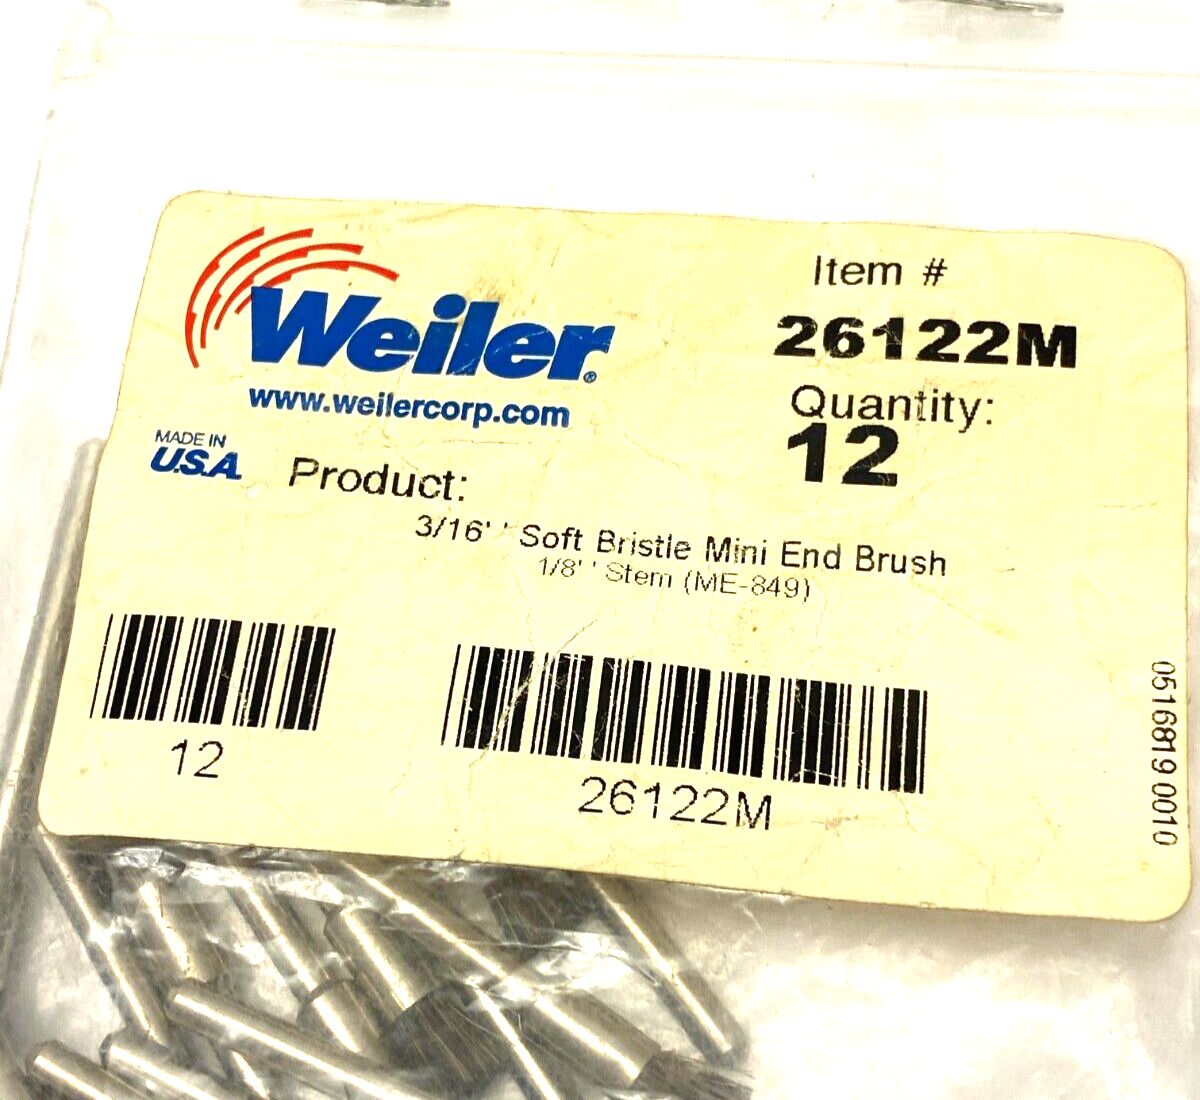 Weiler®
www.weilercorp.com
MADE IN
U.S.A.
Item #
26122M
Quantity:
12
Product:
3/16'' Soft Bristle Mini End Brush
1/8'' Stem (ME-849)
12
26122M
0516819 0010